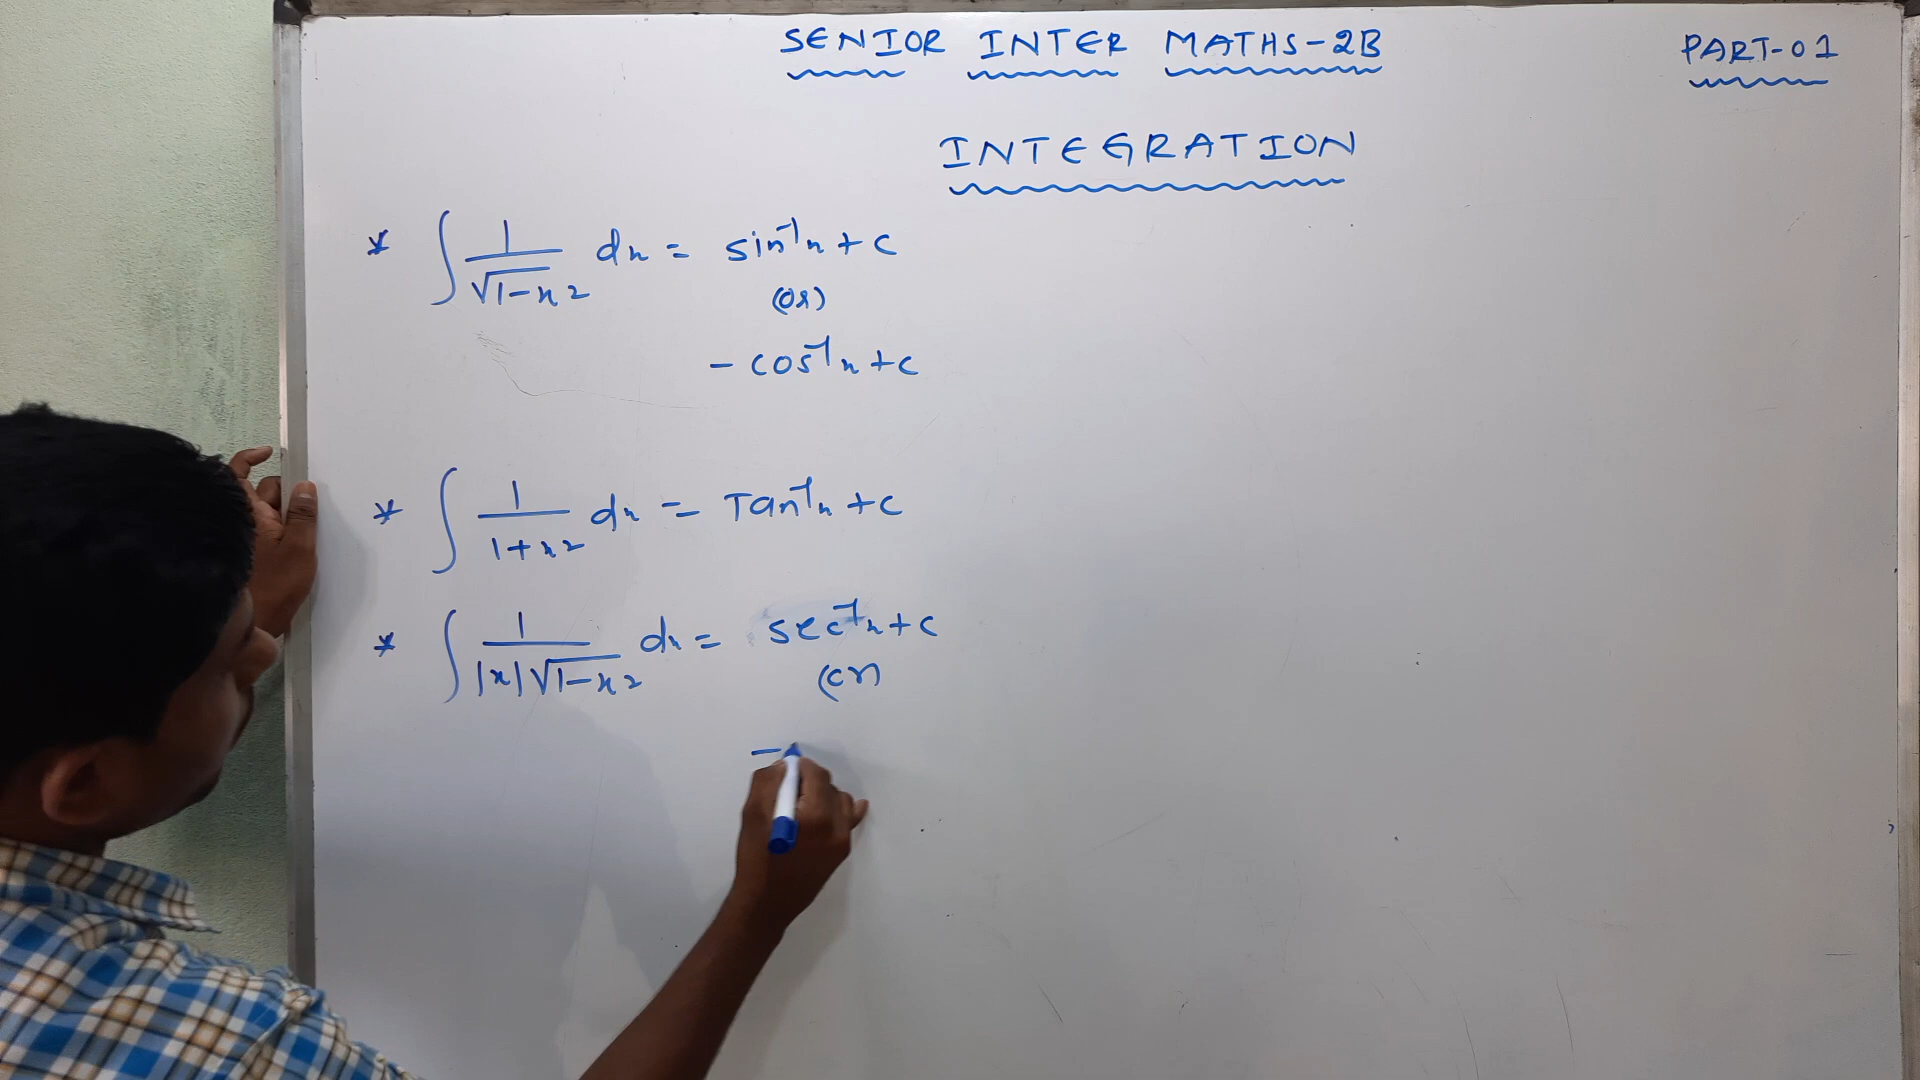 SENIOR INTER MATHS-2B
PART-01
INTEGRATION
* ∫ 1/√1-x² dx = sin⁻¹x + c
(or)
- cos⁻¹x + c
* ∫ 1/1+x² dx = Tan⁻¹x + c
* ∫ 1/|x|√1-x² dx = sec⁻¹x + c
(or)
-